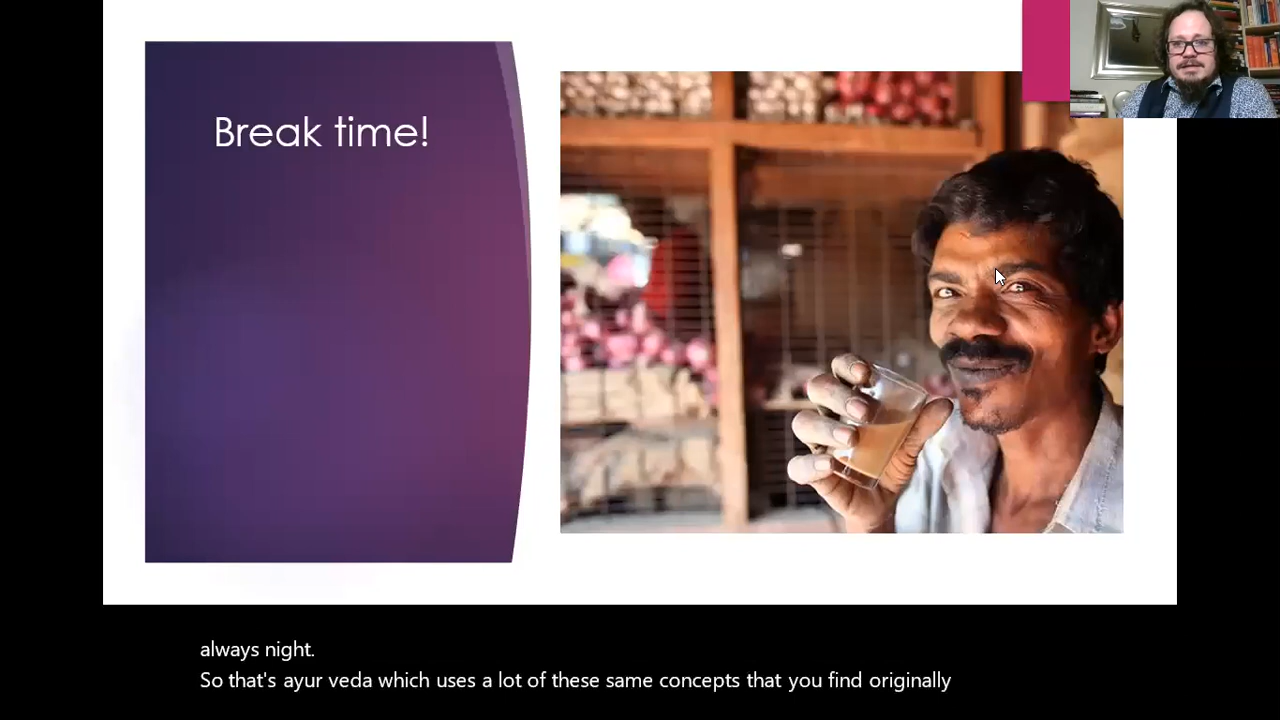 Break time!
always night.
So that's ayur veda which uses a lot of these same concepts that you find originally